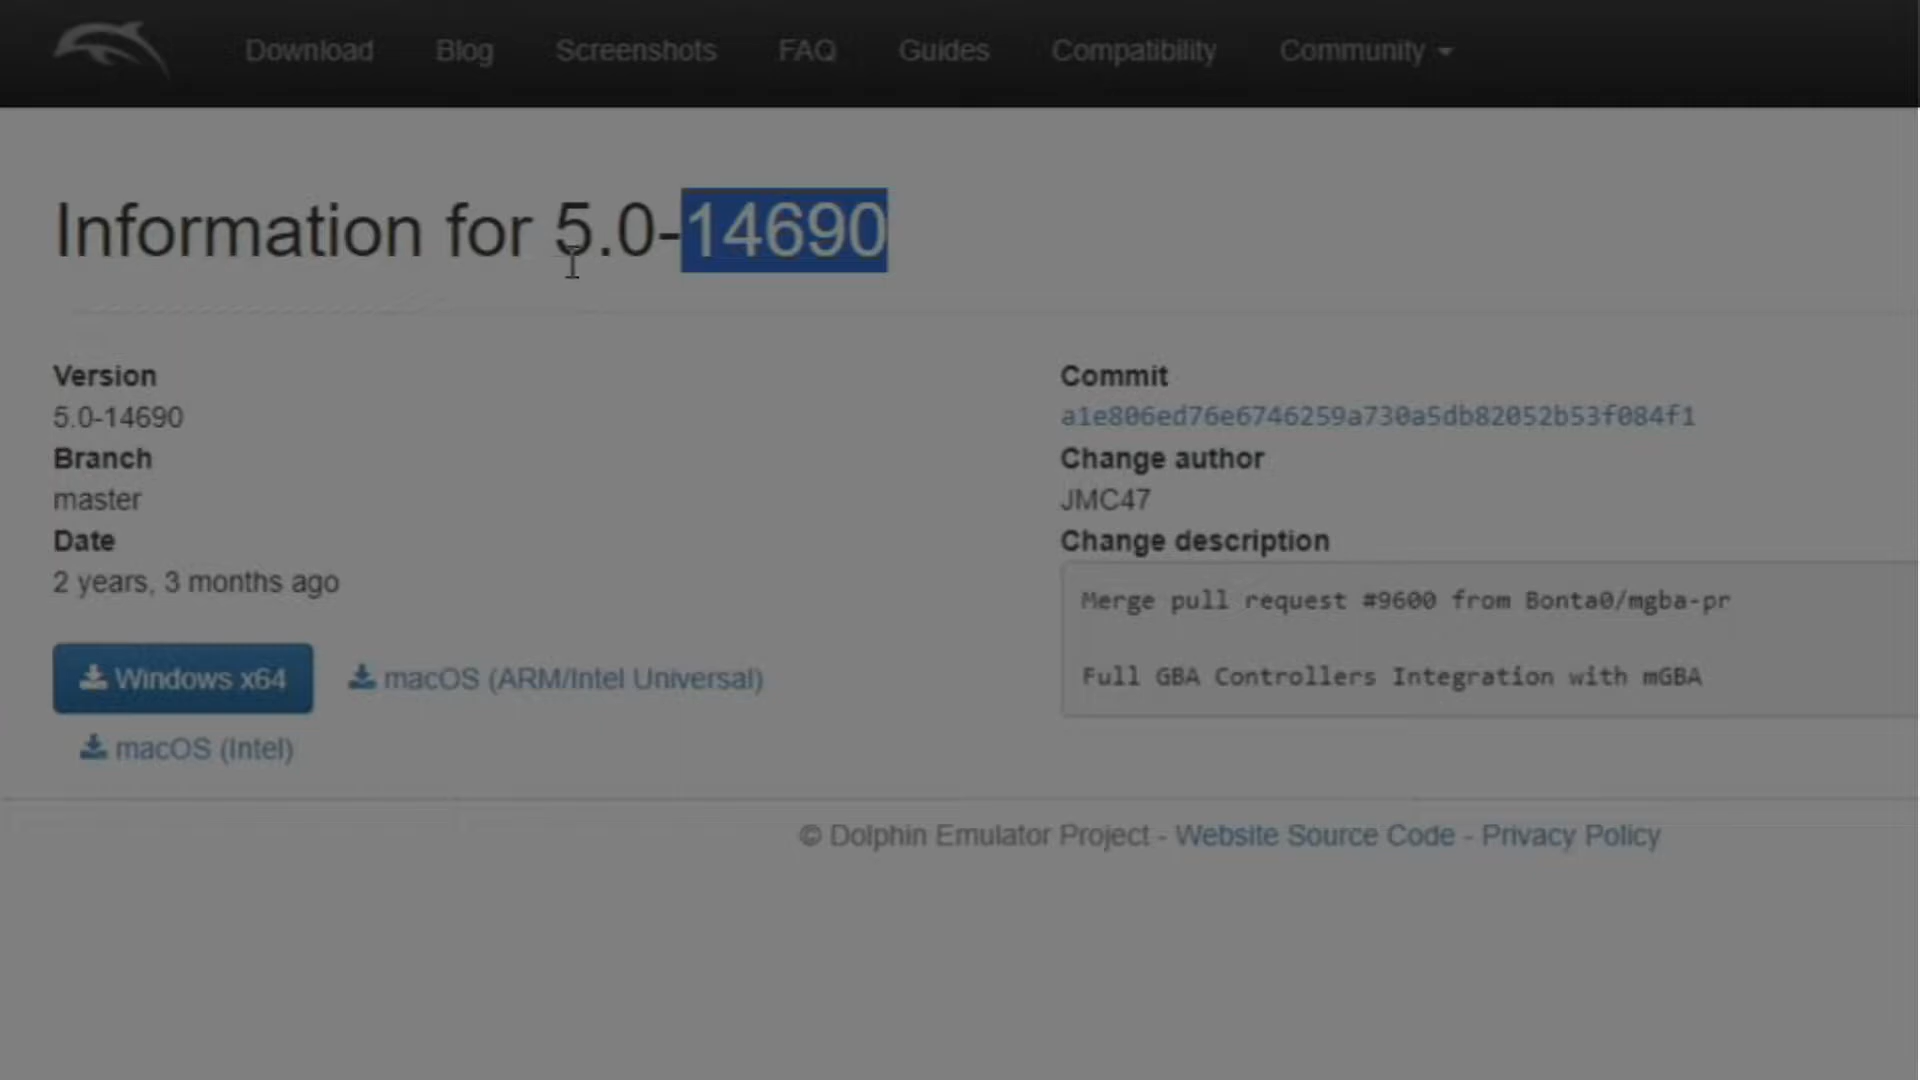 Download Blog Screenshots FAQ Guides Compatibility Community
Information for 5.0-14690
Version
5.0-14690
Branch
master
Date
2 years, 3 months ago
Windows x64 macOS (ARM/Intel Universal)
macOS (Intel)
Commit
a1e806ed76e6746259a730a5db82052b53f084f1
Change author
JMC47
Change description
Merge pull request #9600 from Bonta0/mgba-pr
Full GBA Controllers Integration with mGBA
© Dolphin Emulator Project - Website Source Code - Privacy Policy